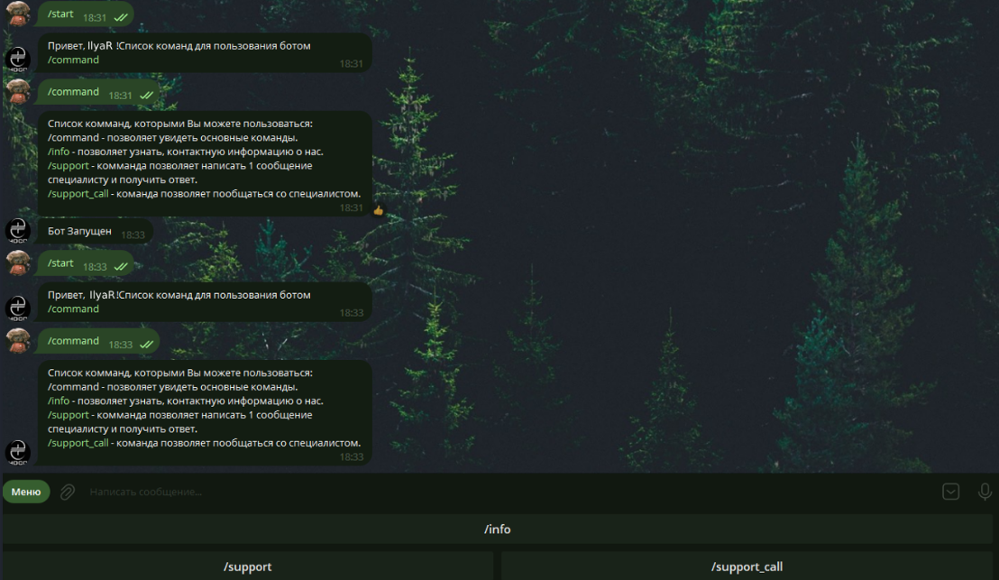 /start 18:31
Привет, IlyaR !Список команд для пользования ботом
/command
18:31
/command 18:31
Список комманд, которыми Вы можете пользоваться:
/command - позволяет увидеть основные команды.
/info - позволяет узнать, контактную информацию о нас.
/support - комманда позволяет написать 1 сообщение
специалисту и получить ответ.
/support_call - команда позволяет пообщаться со специалистом.
18:31
Бот Запущен 18:33
/start 18:33
Привет, IlyaR!Список команд для пользования ботом
/command
18:33
/command 18:33
Список комманд, которыми Вы можете пользоваться:
/command - позволяет увидеть основные команды.
/info - позволяет узнать, контактную информацию о нас.
/support - комманда позволяет написать 1 сообщение
специалисту и получить ответ.
/support_call - команда позволяет пообщаться со специалистом.
18:33
Меню Написать сообщение...
/info
/support /support_call